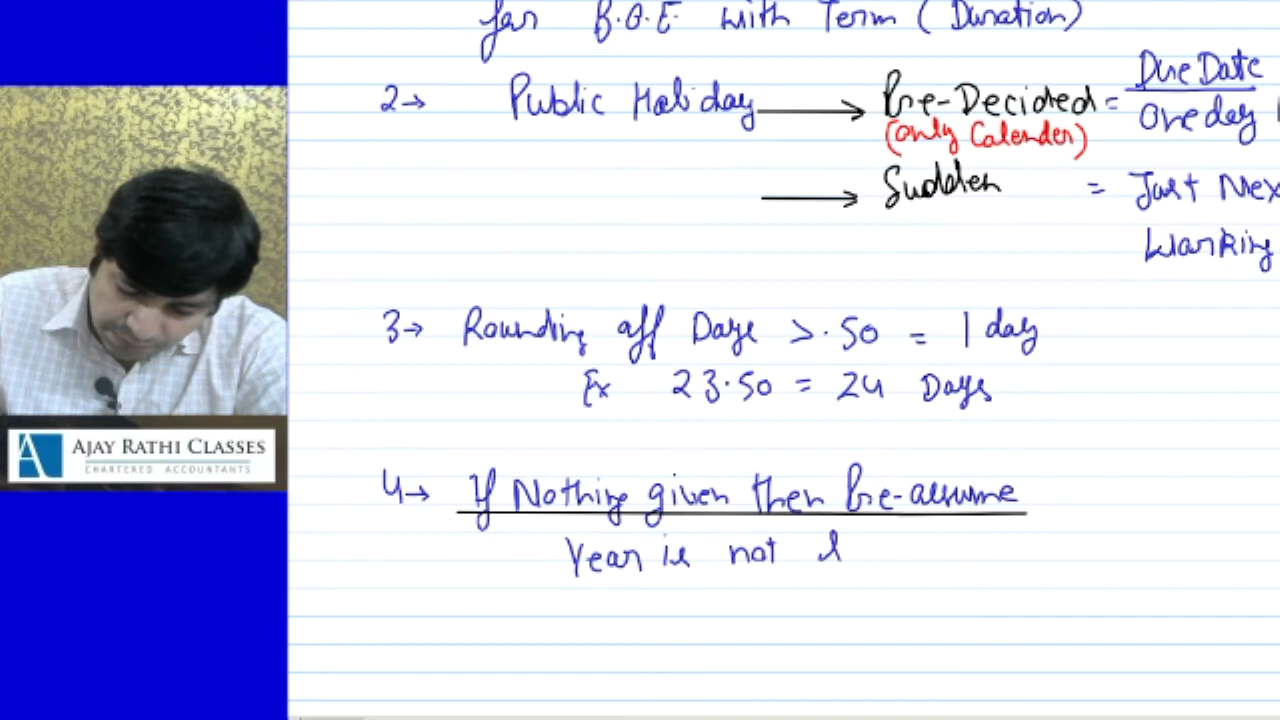 for B.O.E with Term (Duration)
2→ Public Holiday → Pre-Decided = Due Date
(only Calender) One day
→ Sudden = Just Nex
Working
3→ Rounding off Days >.50 = 1 day
Ex 23.50 = 24 Days
4→ If Nothing given then Pre-assume
Year is not l
AJAY RATHI CLASSES
CHARTERED ACCOUNTANTS